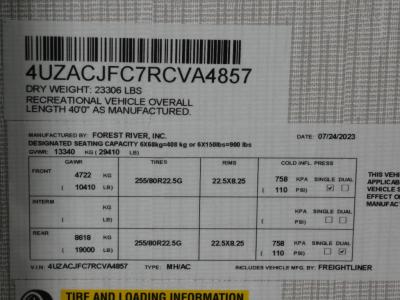 4UZACJFC7RCVA4857
DRY WEIGHT: 23306 LBS
RECREATIONAL VEHICLE OVERALL
LENGTH 40'0" AS MANUFACTURED.
MANUFACTURED BY: FOREST RIVER, INC. DATE: 07/24/2023
DESIGNATED SEATING CAPACITY 6X68kg=408 kg or 6X150lbs=900 lbs
GVWR: 13340 KG ( 29410 LB)
GAWR TIRES RIMS COLD INFL. PRESS
FRONT 4722 KG 255/80R22.5G 22.5X8.25 758 KPA SINGLE DUAL
( 10410 LB) ( 110 PSI)
INTERM KG KPA SINGLE DUAL
( LB) ( PSI)
REAR 8618 KG 255/80R22.5G 22.5X8.25 758 KPA SINGLE DUAL
( 19000 LB) ( 110 PSI)
V.I.N: 4UZACJFC7RCVA4857 TYPE: MH/AC INCLUDES VEHICLE MFG. BY: FREIGHTLINER
THIS
APPLICABL
VEHICLE S
EFFECT O
MANUFAC
TIRE AND LOADING INFORMATION